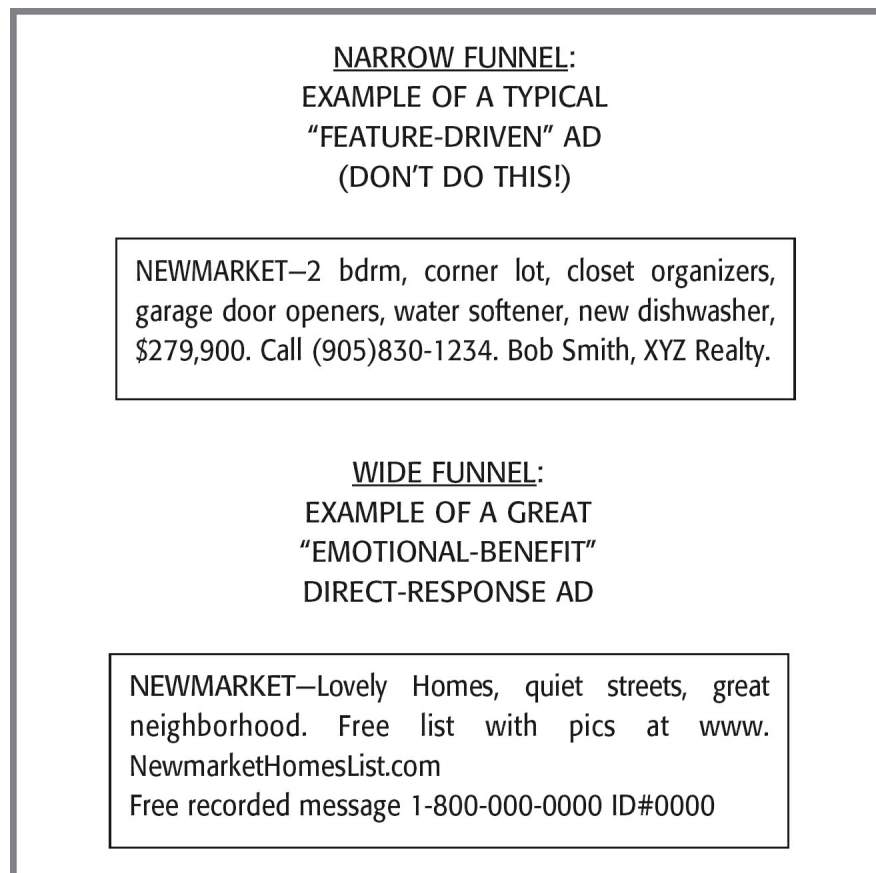 NARROW FUNNEL:
EXAMPLE OF A TYPICAL
“FEATURE-DRIVEN” AD
(DON’T DO THIS!)
NEWMARKET—2 bdrm, corner lot, closet organizers,
garage door openers, water softener, new dishwasher,
$279,900. Call (905)830-1234. Bob Smith, XYZ Realty.
WIDE FUNNEL:
EXAMPLE OF A GREAT
“EMOTIONAL-BENEFIT”
DIRECT-RESPONSE AD
NEWMARKET—Lovely Homes, quiet streets, great
neighborhood. Free list with pics at www.
NewmarketHomesList.com
Free recorded message 1-800-000-0000 ID#0000